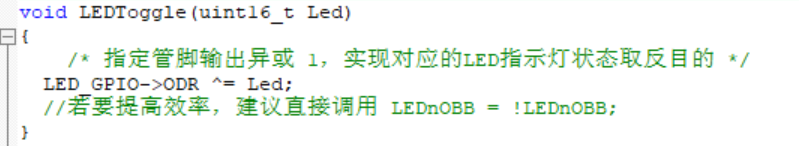 void LEDToggle(uint16_t Led)
{
/* 指定管脚输出异或 1，实现对应的LED指示灯状态取反目的 */
LED_GPIO->ODR ^= Led;
//若要提高效率，建议直接调用 LEDnOBB = !LEDnOBB;
}